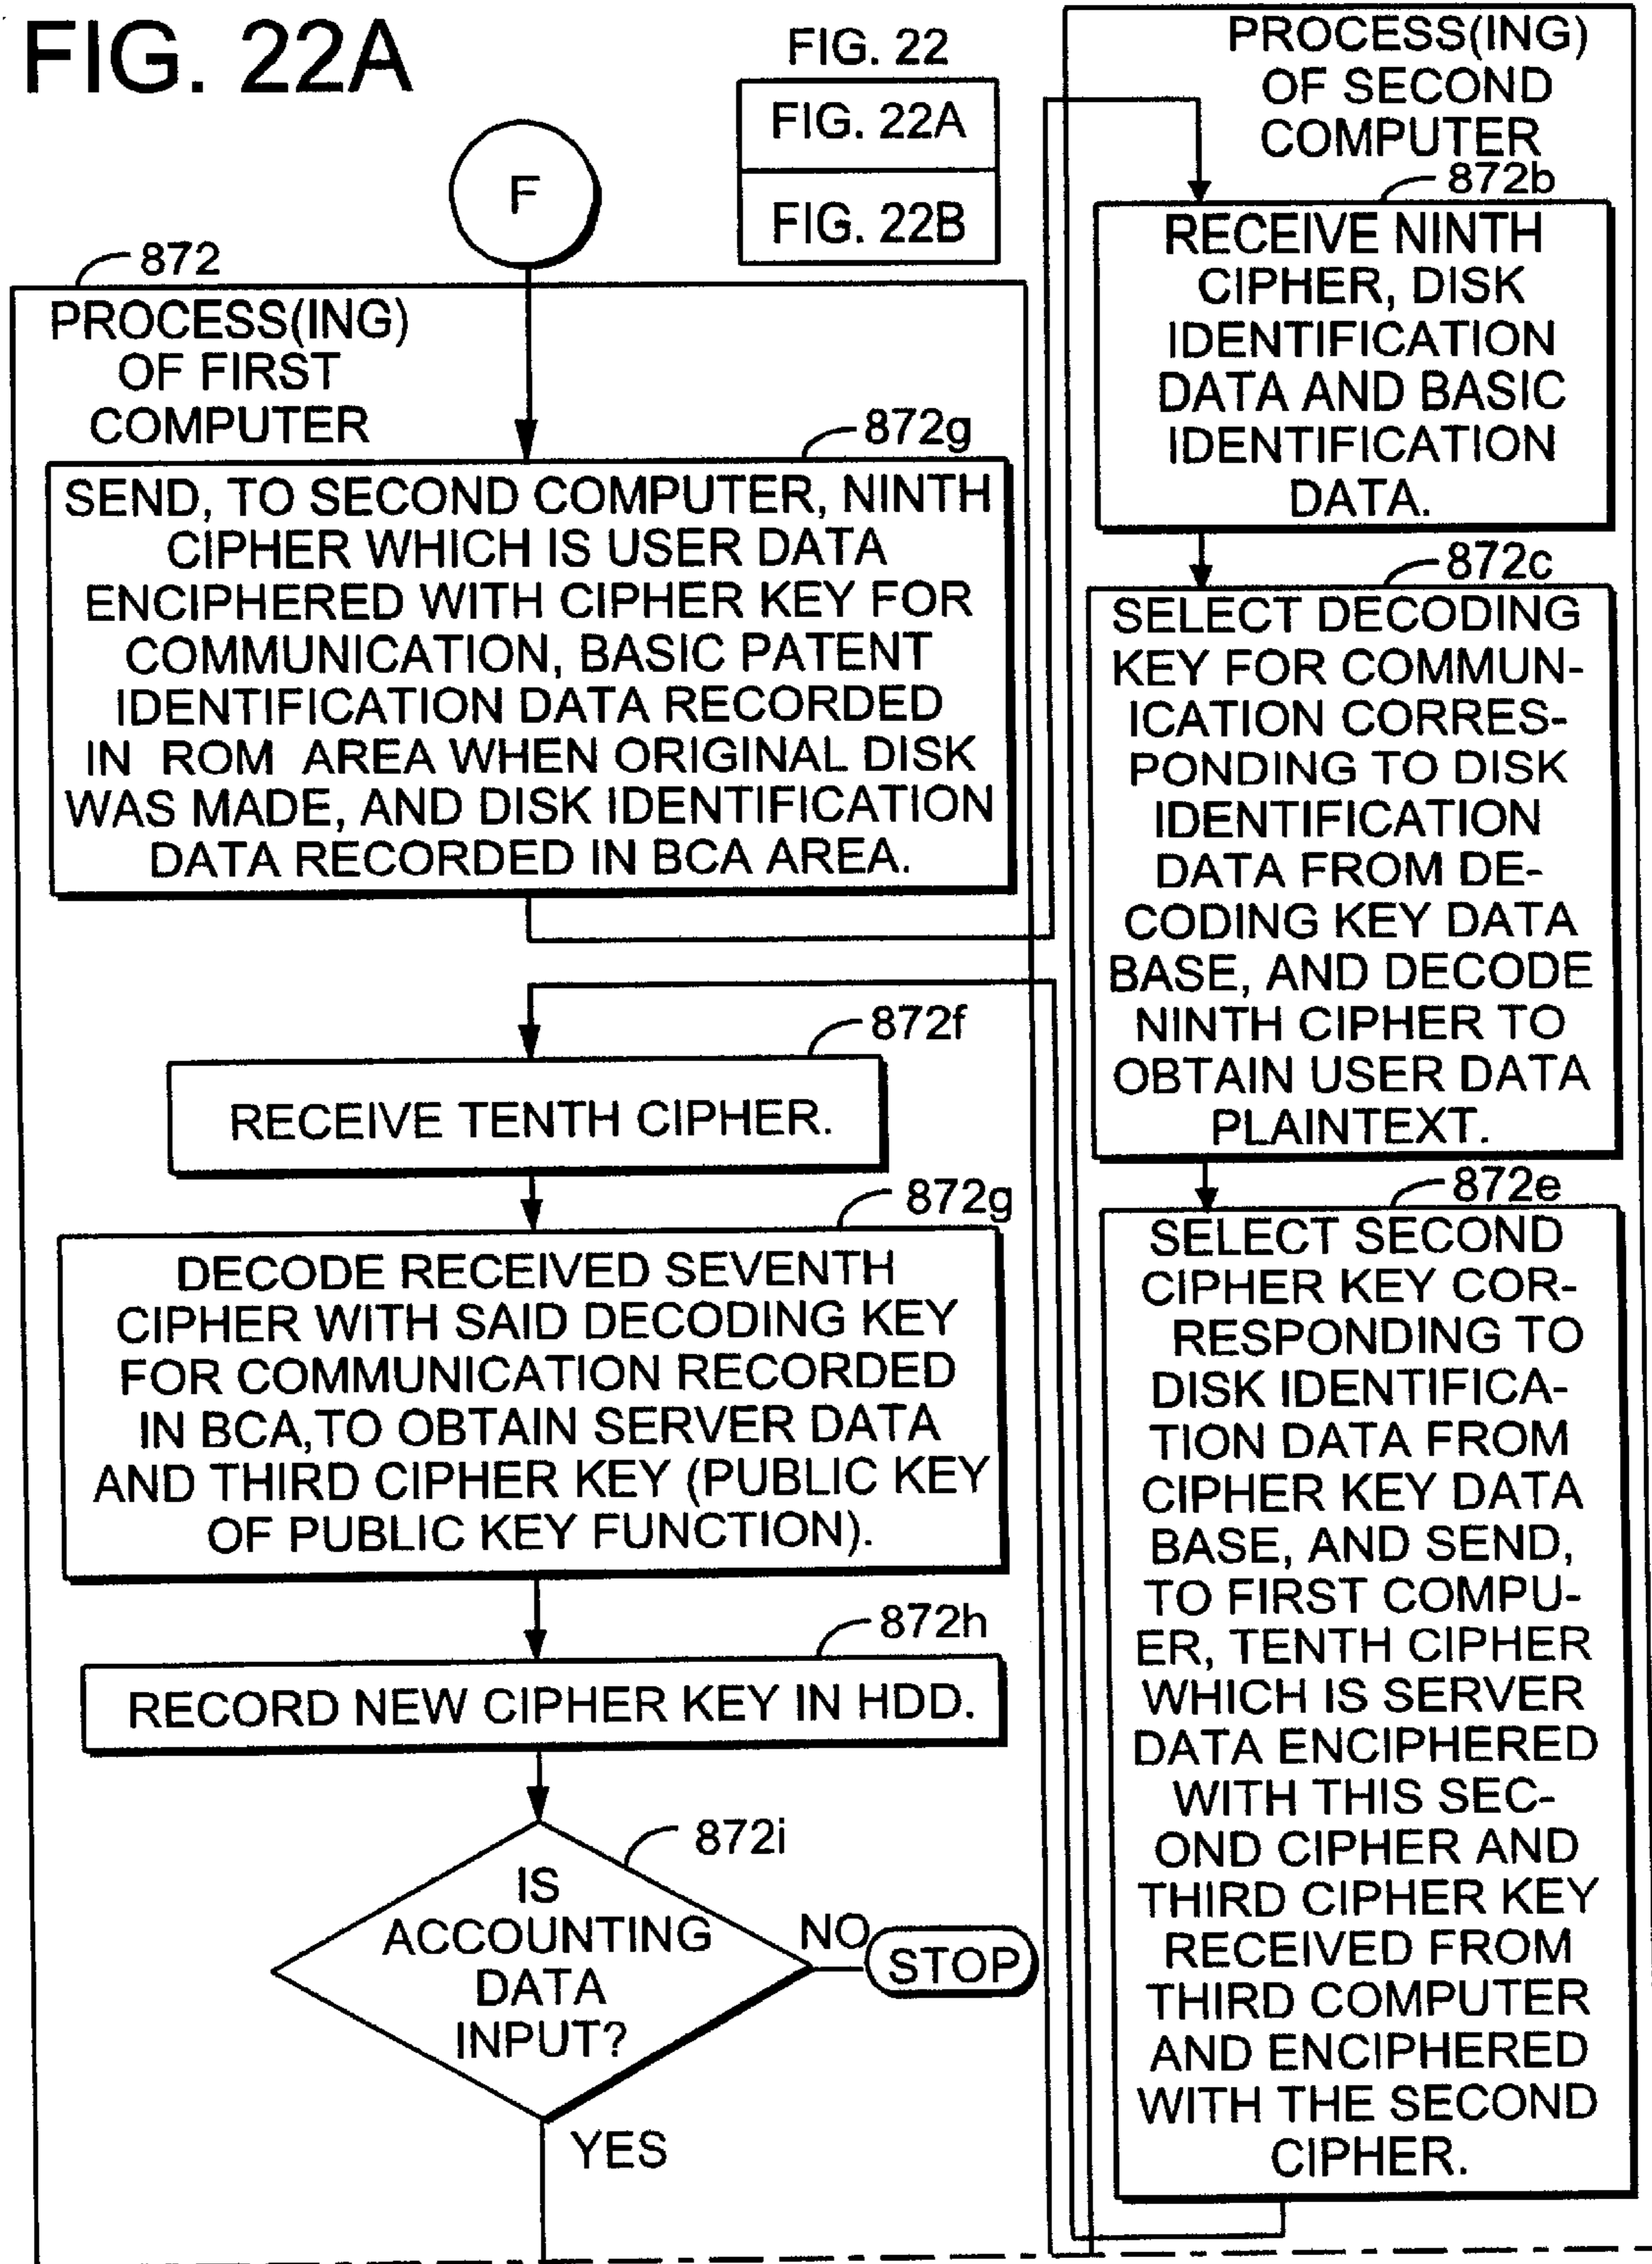 FIG. 22A
FIG. 22
FIG. 22A
FIG. 22B
F
872
PROCESS(ING)
OF FIRST
COMPUTER
872g
SEND, TO SECOND COMPUTER, NINTH
CIPHER WHICH IS USER DATA
ENCIPHERED WITH CIPHER KEY FOR
COMMUNICATION, BASIC PATENT
IDENTIFICATION DATA RECORDED
IN ROM AREA WHEN ORIGINAL DISK
WAS MADE, AND DISK IDENTIFICATION
DATA RECORDED IN BCA AREA.
872f
RECEIVE TENTH CIPHER.
872g
DECODE RECEIVED SEVENTH
CIPHER WITH SAID DECODING KEY
FOR COMMUNICATION RECORDED
IN BCA,TO OBTAIN SERVER DATA
AND THIRD CIPHER KEY (PUBLIC KEY
OF PUBLIC KEY FUNCTION).
872h
RECORD NEW CIPHER KEY IN HDD.
872i
IS
ACCOUNTING
DATA
INPUT?
NO
STOP
YES
PROCESS(ING)
OF SECOND
COMPUTER
872b
RECEIVE NINTH
CIPHER, DISK
IDENTIFICATION
DATA AND BASIC
IDENTIFICATION
DATA.
872c
SELECT DECODING
KEY FOR COMMUN-
ICATION CORRES-
PONDING TO DISK
IDENTIFICATION
DATA FROM DE-
CODING KEY DATA
BASE, AND DECODE
NINTH CIPHER TO
OBTAIN USER DATA
PLAINTEXT.
872e
SELECT SECOND
CIPHER KEY COR-
RESPONDING TO
DISK IDENTIFICA-
TION DATA FROM
CIPHER KEY DATA
BASE, AND SEND,
TO FIRST COMPU-
ER, TENTH CIPHER
WHICH IS SERVER
DATA ENCIPHERED
WITH THIS SEC-
OND CIPHER AND
THIRD CIPHER KEY
RECEIVED FROM
THIRD COMPUTER
AND ENCIPHERED
WITH THE SECOND
CIPHER.